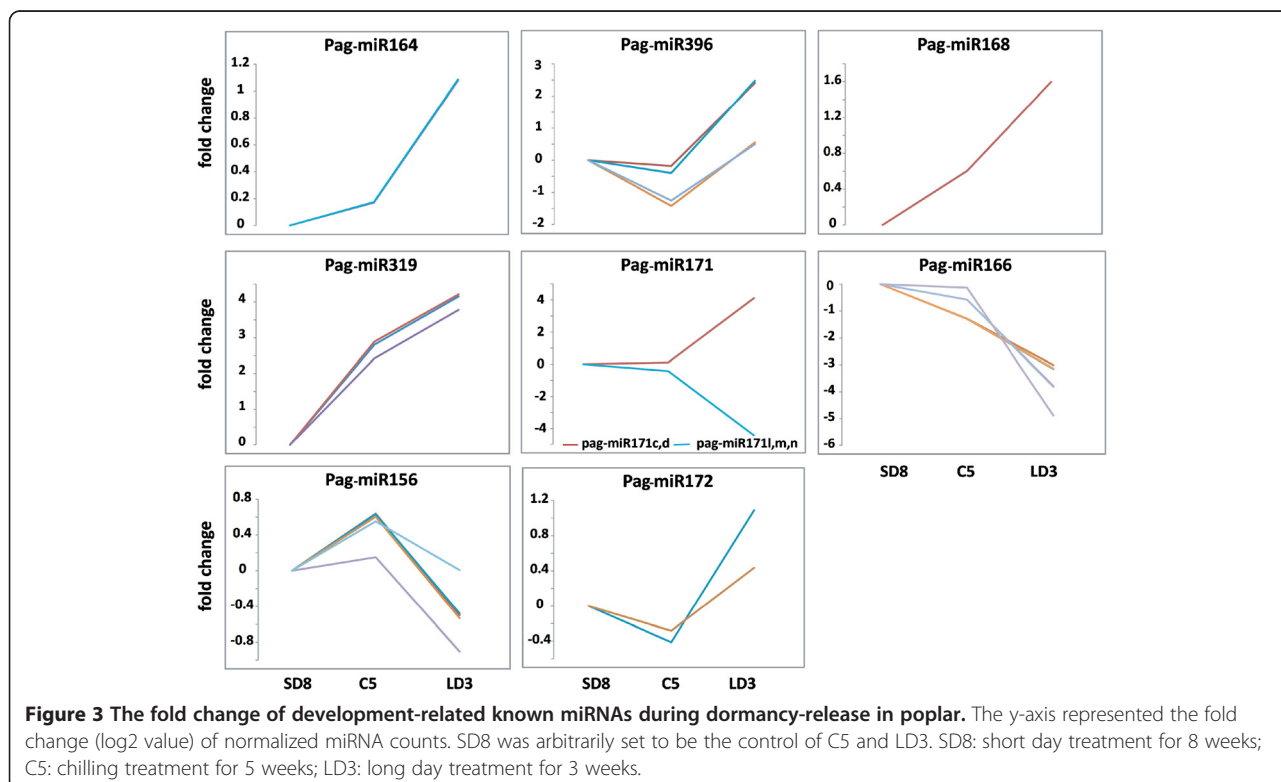 Pag-miR164
Pag-miR396
Pag-miR168
fold change
1.2
1
0.8
0.6
0.4
0.2
0
3
2
1
0
-1
-2
1.6
1.2
0.8
0.4
0
Pag-miR319
Pag-miR171
Pag-miR166
fold change
4
3
2
1
0
4
2
0
-2
-4
pag-miR171c,d
pag-miR171l,m,n
0
-1
-2
-3
-4
-5
-6
SD8 C5 LD3
Pag-miR156
Pag-miR172
fold change
0.8
0.4
0
-0.4
-0.8
1.2
0.8
0.4
0
-0.4
SD8 C5 LD3
SD8 C5 LD3
Figure 3 The fold change of development-related known miRNAs during dormancy-release in poplar. The y-axis represented the fold
change (log2 value) of normalized miRNA counts. SD8 was arbitrarily set to be the control of C5 and LD3. SD8: short day treatment for 8 weeks;
C5: chilling treatment for 5 weeks; LD3: long day treatment for 3 weeks.